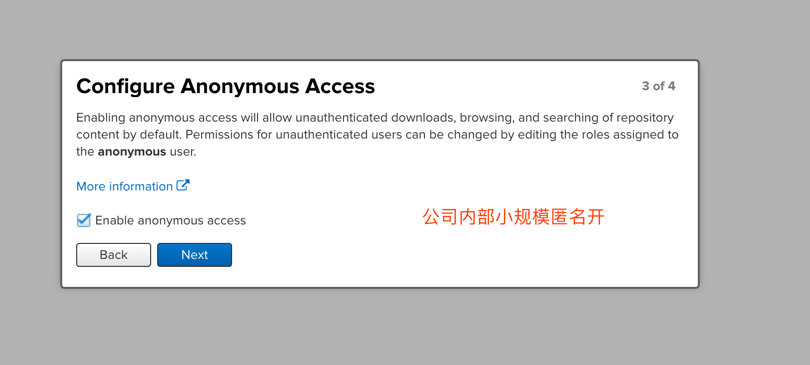 Configure Anonymous Access
3 of 4
Enabling anonymous access will allow unauthenticated downloads, browsing, and searching of repository
content by default. Permissions for unauthenticated users can be changed by editing the roles assigned to
the anonymous user.
More information
Enable anonymous access
公司内部小规模匿名开
Back
Next